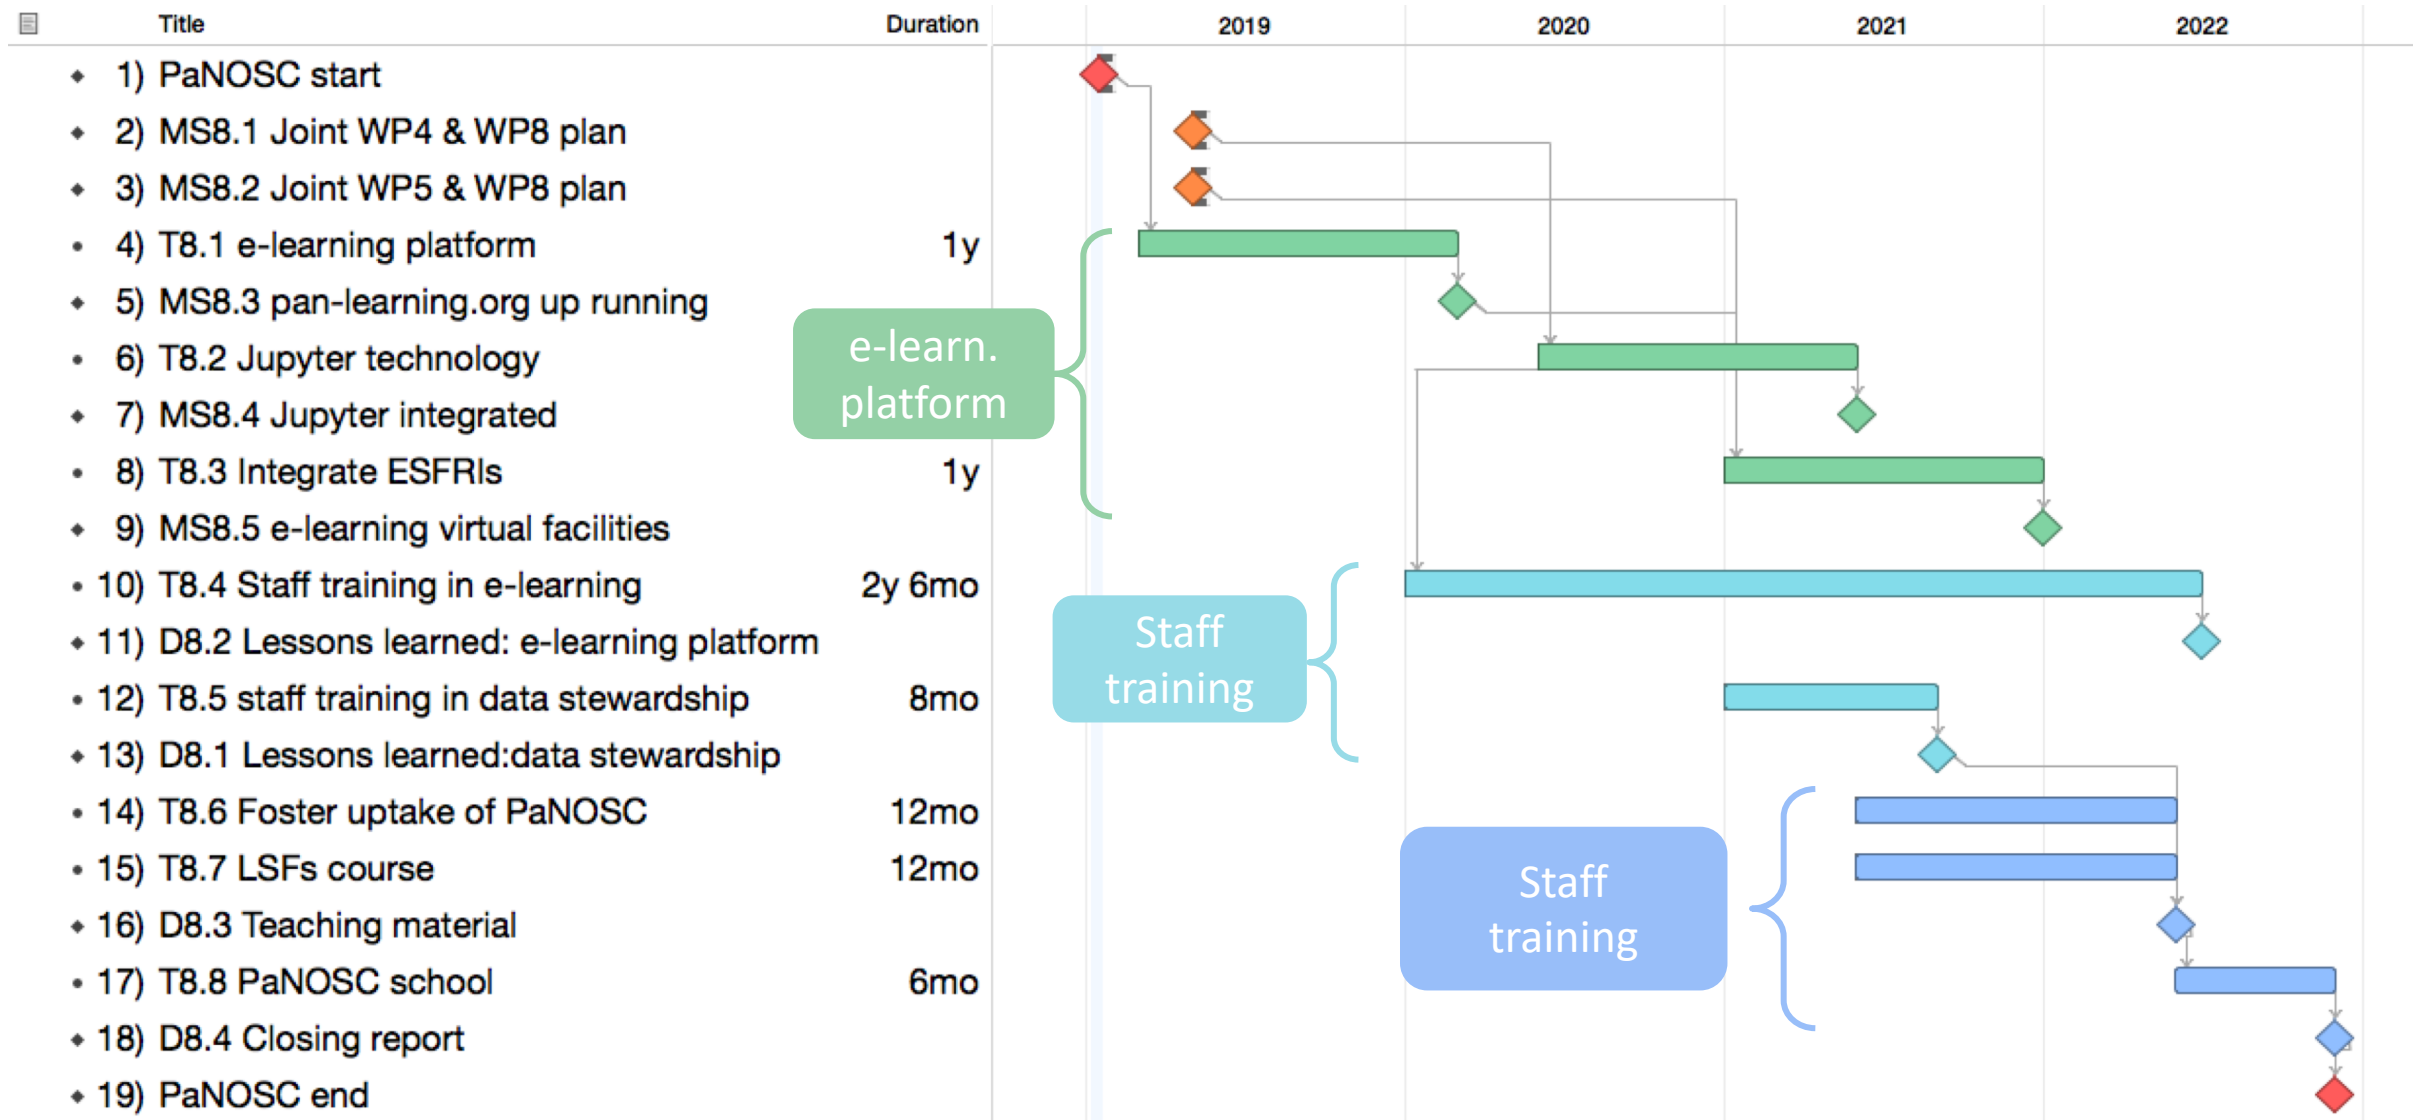 Title Duration 2019 2020 2021 2022
1) PaNOSC start
2) MS8.1 Joint WP4 & WP8 plan
3) MS8.2 Joint WP5 & WP8 plan
4) T8.1 e-learning platform 1y
5) MS8.3 pan-learning.org up running
6) T8.2 Jupyter technology
7) MS8.4 Jupyter integrated
8) T8.3 Integrate ESFRIs 1y
9) MS8.5 e-learning virtual facilities
10) T8.4 Staff training in e-learning 2y 6mo
11) D8.2 Lessons learned: e-learning platform
12) T8.5 staff training in data stewardship 8mo
13) D8.1 Lessons learned:data stewardship
14) T8.6 Foster uptake of PaNOSC 12mo
15) T8.7 LSFs course 12mo
16) D8.3 Teaching material
17) T8.8 PaNOSC school 6mo
18) D8.4 Closing report
19) PaNOSC end
e-learn.
platform
Staff
training
Staff
training